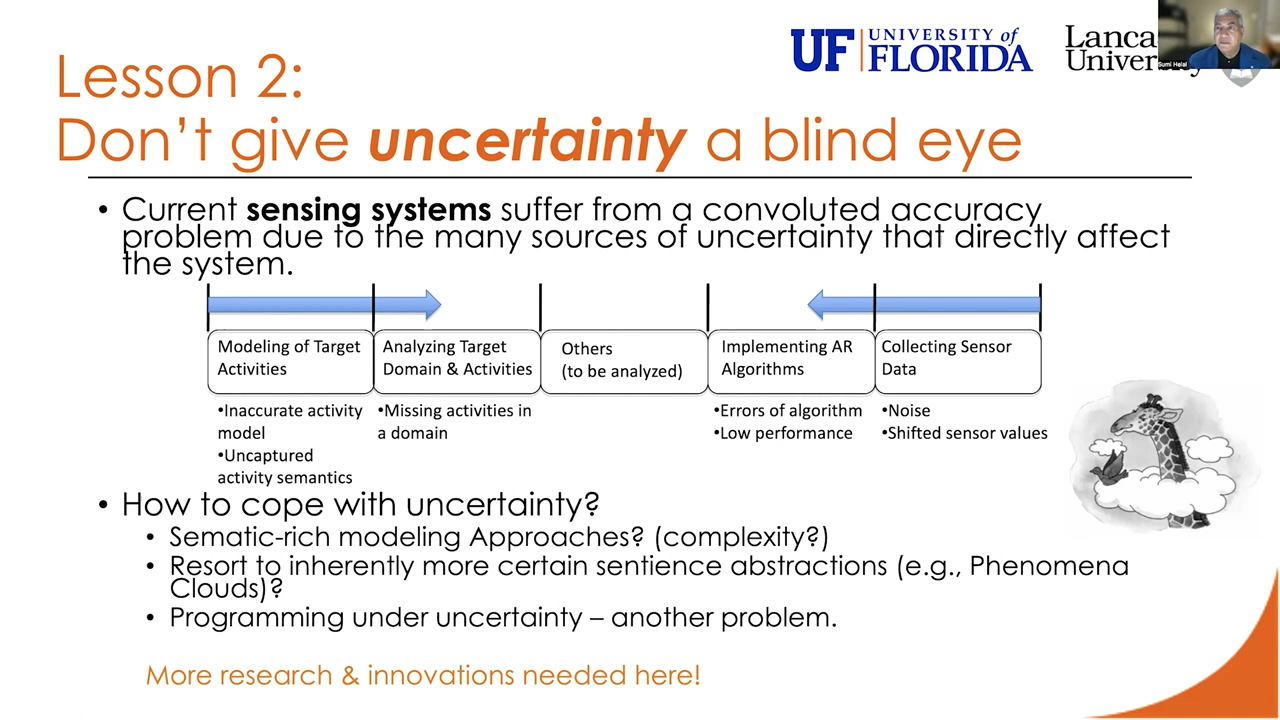 UF UNIVERSITY of
FLORIDA
Lanca
University
Sumi Helal
Lesson 2:
Don't give uncertainty a blind eye
• Current sensing systems suffer from a convoluted accuracy
problem due to the many sources of uncertainty that directly affect
the system.
Modeling of Target
Activities
Analyzing Target
Domain & Activities
Others
(to be analyzed)
Implementing AR
Algorithms
Collecting Sensor
Data
•Inaccurate activity
model
•Uncaptured
activity semantics
•Missing activities in
a domain
•Errors of algorithm
•Low performance
•Noise
•Shifted sensor values
• How to cope with uncertainty?
• Sematic-rich modeling Approaches? (complexity?)
• Resort to inherently more certain sentience abstractions (e.g., Phenomena
Clouds)?
• Programming under uncertainty – another problem.
More research & innovations needed here!